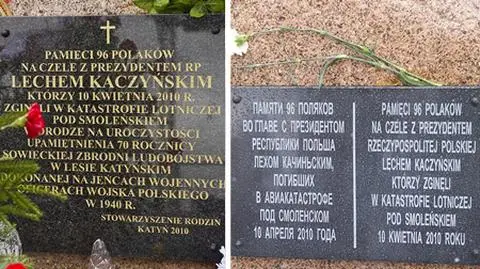 PAMIĘCI 96 POLAKÓW
NA CZELE Z PREZYDENTEM RP
LECHEM KACZYŃSKIM
KTÓRZY 10 KWIETNIA 2010 R.
ZGINĘLI W KATASTROFIE LOTNICZEJ
POD SMOLEŃSKIEM
DRODZE NA UROCZYSTOŚCI
UPAMIĘTNIENIA 70 ROCZNICY
SOWIECKIEJ ZBRODNI LUDOBÓJSTWA
W LESIE KATYŃSKIM
DOKONANEJ NA JEŃCACH WOJENNYCH
OFICERACH WOJSKA POLSKIEGO
W 1940 R.
STOWARZYSZENIE RODZIN
KATYŃ 2010
ПАМЯТИ 96 ПОЛЯКОВ
ВО ГЛАВЕ С ПРЕЗИДЕНТОМ
РЕСПУБЛИКИ ПОЛЬША
ЛЕХОМ КАЧИНЬСКИМ,
ПОГИБШИХ
В АВИАКАТАСТРОФЕ
ПОД СМОЛЕНСКОМ
10 АПРЕЛЯ 2010 ГОДА
PAMIĘCI 96 POLAKÓW
NA CZELE Z PREZYDENTEM
RZECZYPOSPOLITEJ POLSKIEJ
LECHEM KACZYŃSKIM
KTÓRZY ZGINĘLI
W KATASTROFIE LOTNICZEJ
POD SMOLEŃSKIEM
10 KWIETNIA 2010 ROKU